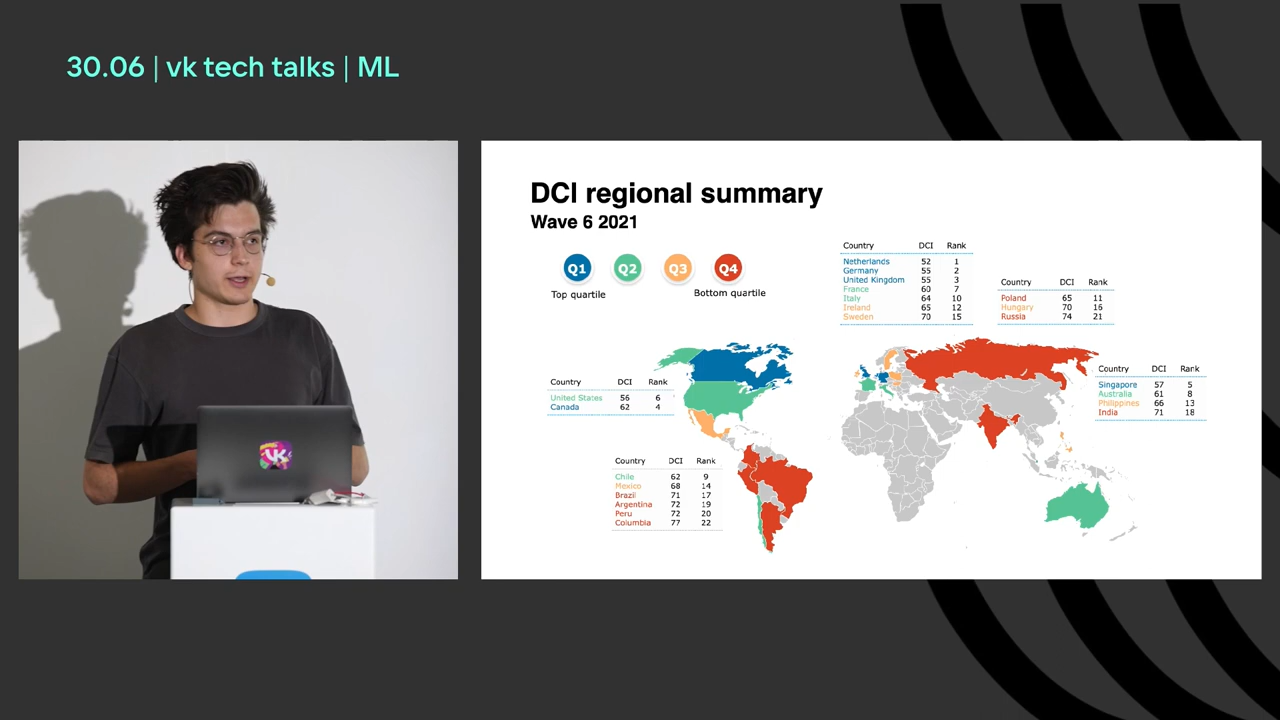 30.06 | vk tech talks | ML
DCI regional summary
Wave 6 2021
Q1 Q2 Q3 Q4
Top quartile
Bottom quartile
Country DCI Rank
Netherlands 52 1
Germany 55 2
United Kingdom 55 3
France 60 7
Italy 64 10
Ireland 65 12
Sweden 70 15
Country DCI Rank
Poland 65 11
Hungary 70 16
Russia 74 21
Country DCI Rank
United States 56 6
Canada 62 4
Country DCI Rank
Singapore 57 5
Australia 61 8
Philippines 66 13
India 71 18
Country DCI Rank
Chile 62 9
Mexico 68 14
Brazil 71 17
Argentina 72 19
Peru 72 20
Columbia 77 22
VK